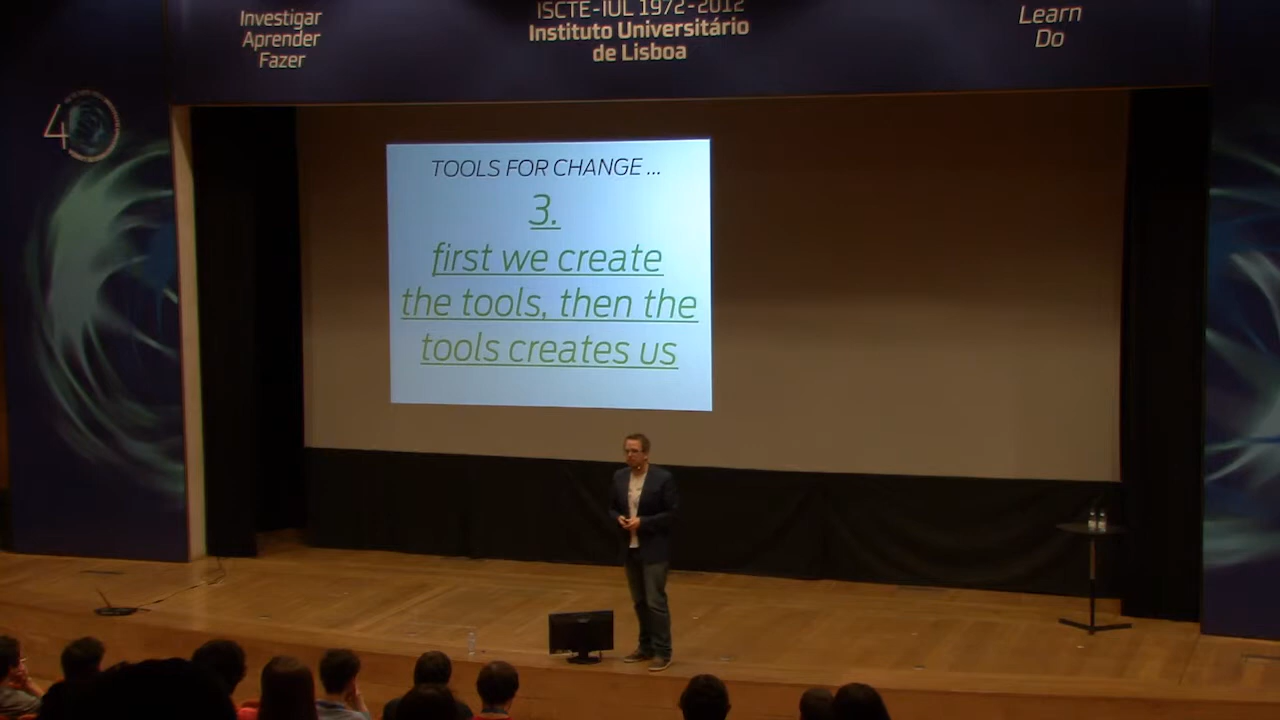 Investigar
Aprender
Fazer
ISCTE-IUL 1972-2012
Instituto Universitário
de Lisboa
Learn
Do
4
TOOLS FOR CHANGE ...
3.
first we create
the tools, then the
tools creates us